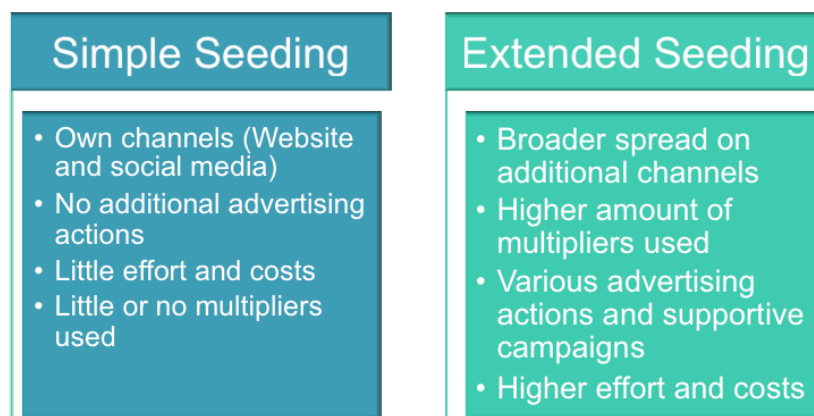 Simple Seeding
• Own channels (Website
and social media)
• No additional advertising
actions
• Little effort and costs
• Little or no multipliers
used
Extended Seeding
• Broader spread on
additional channels
• Higher amount of
multipliers used
• Various advertising
actions and supportive
campaigns
• Higher effort and costs